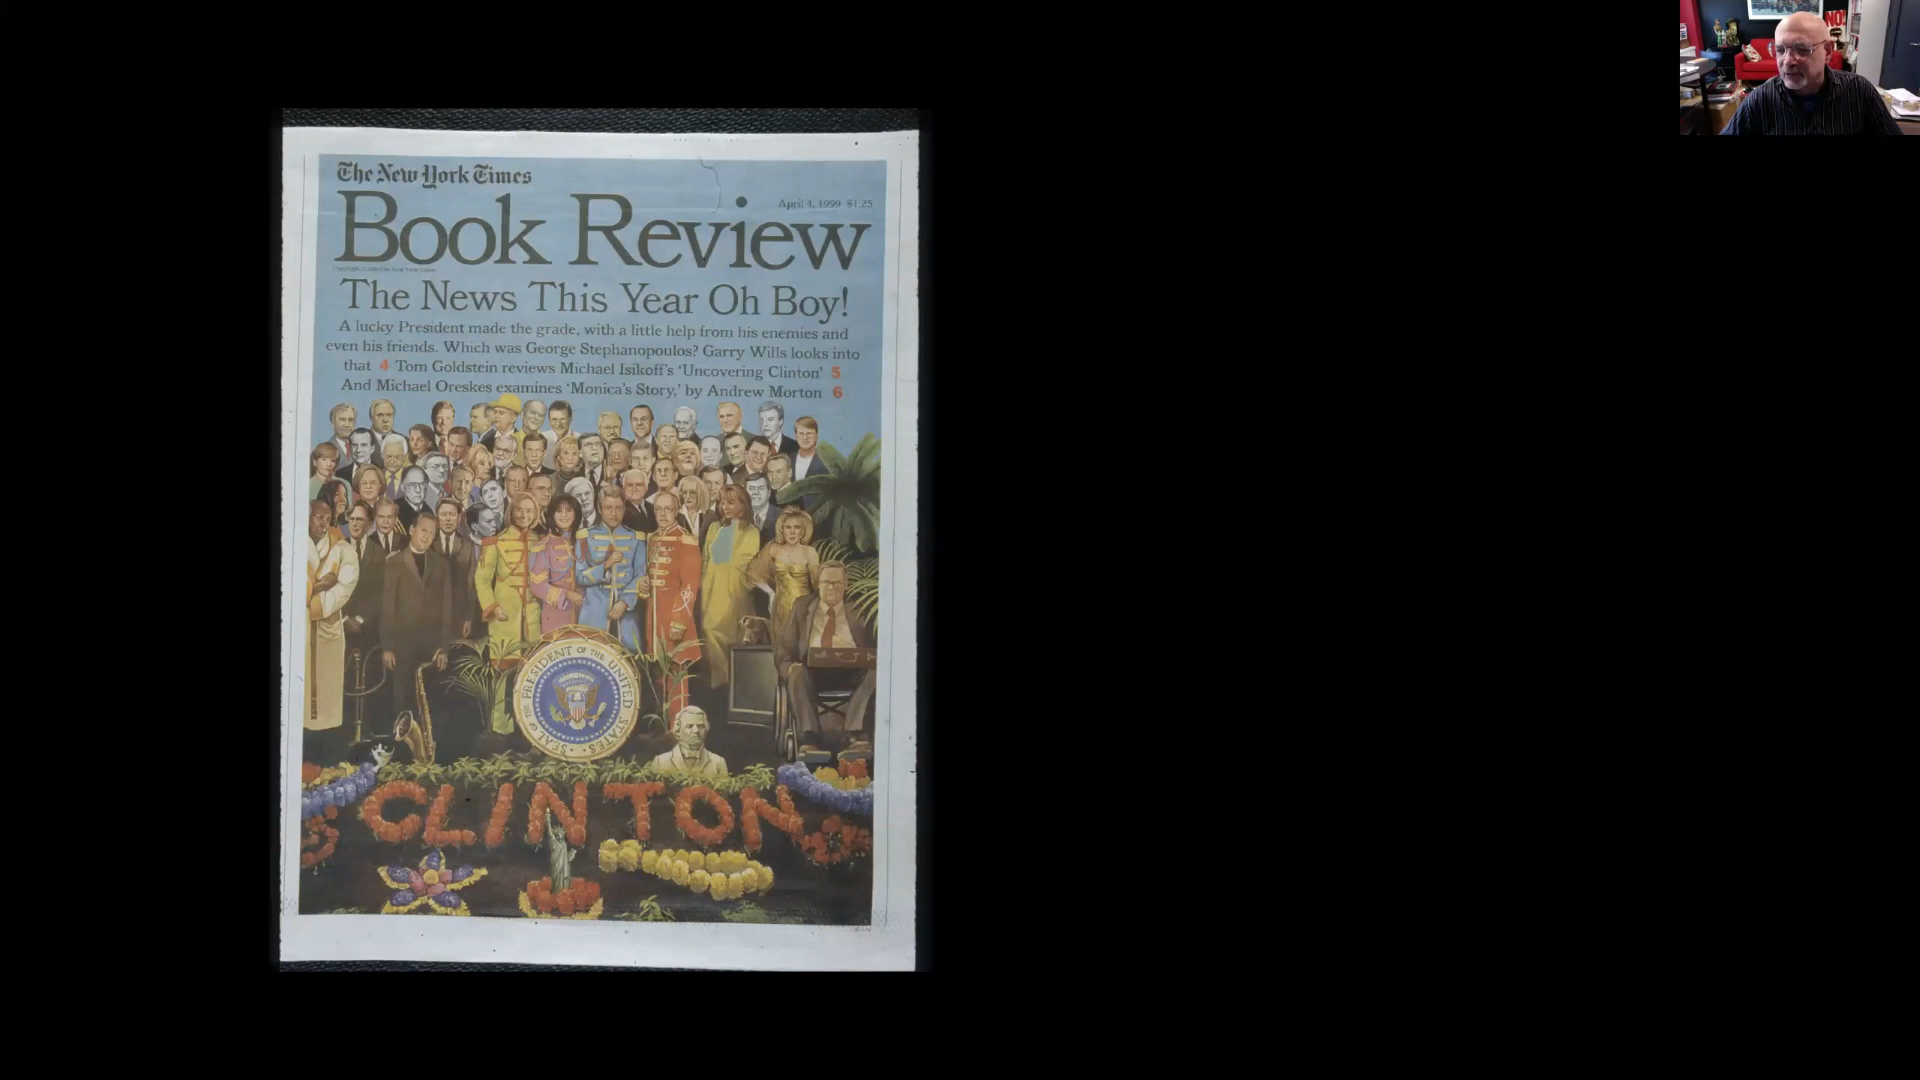 The New York Times
Book Review
April 4, 1999 $1.25
The News This Year Oh Boy!
A lucky President made the grade, with a little help from his enemies and
even his friends. Which was George Stephanopoulos? Garry Wills looks into
that 4 Tom Goldstein reviews Michael Isikoff's 'Uncovering Clinton' 5
And Michael Oreskes examines 'Monica's Story,' by Andrew Morton 6
SEAL OF THE PRESIDENT OF THE UNITED STATES
CLINTON
NO!